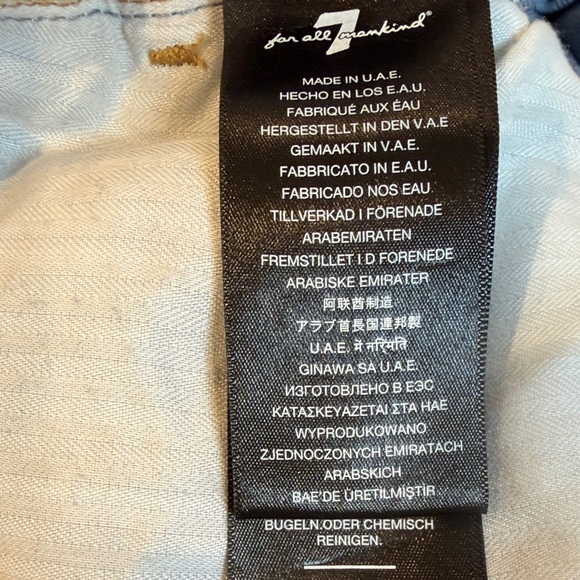 7
for all mankind®
MADE IN U.A.E.
HECHO EN LOS E.A.U.
FABRIQUÉ AUX ÉAU
HERGESTELLT IN DEN V.A.E
GEMAAKT IN V.A.E.
FABBRICATO IN E.A.U.
FABRICADO NOS EAU
TILLVERKAD I FÖRENADE
ARABEMIRATEN
FREMSTILLET I D FORENEDE
ARABISKE EMIRATER
阿联酋制造
アラブ首長国連邦製
U.A.E. में नरिमति
GINAWA SA U.A.E.
ИЗГОТОВЛЕНО В ЕЭС
ΚΑΤΑΣΚΕΥΑΖΕΤΑΙ ΣΤΑ ΗΑΕ
WYPRODUKOWANO
ZJEDNOCZONYCH EMIRATACH
ARABSKICH
BAE'DE ÜRETILMIŞTIR
BÜGELN.ODER CHEMISCH
REINIGEN.